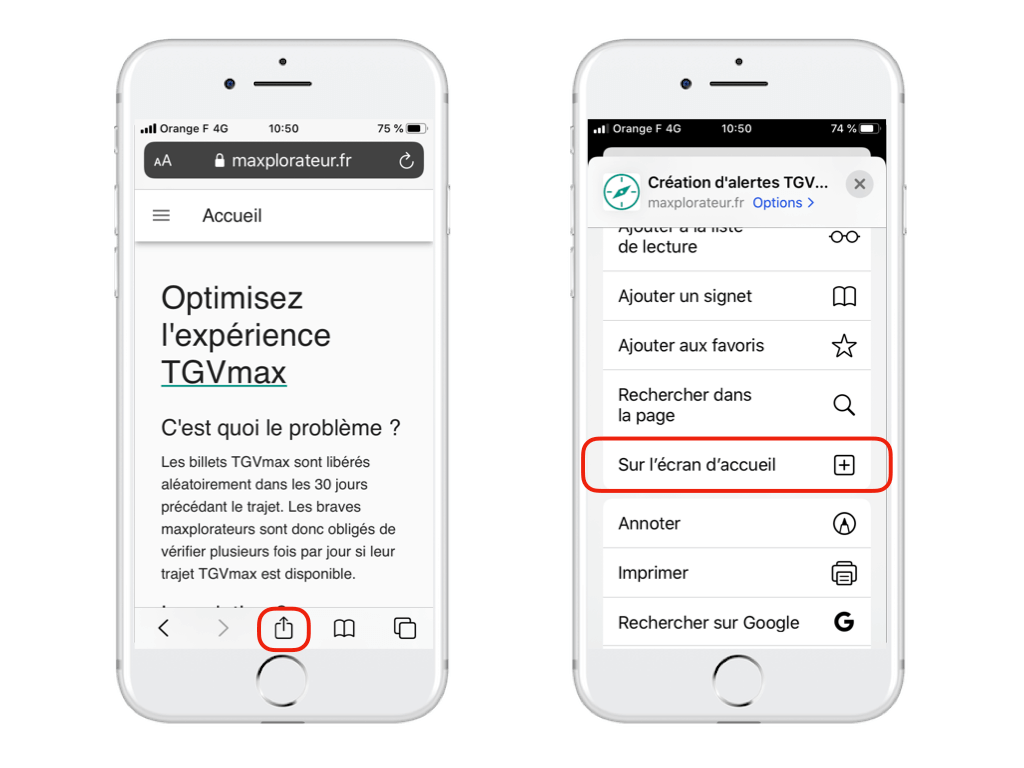 Orange F 4G 10:50 75 %
AA maxplorateur.fr
Accueil
Optimisez
l'expérience
TGVmax
C'est quoi le problème ?
Les billets TGVmax sont libérés
aléatoirement dans les 30 jours
précédant le trajet. Les braves
maxplorateurs sont donc obligés de
vérifier plusieurs fois par jour si leur
trajet TGVmax est disponible.
Orange F 4G 10:50 74 %
Création d'alertes TGV...
maxplorateur.fr Options >
Ajouter à la liste
de lecture
Ajouter un signet
Ajouter aux favoris
Rechercher dans
la page
Sur l'écran d'accueil
Annoter
Imprimer
Rechercher sur Google
G